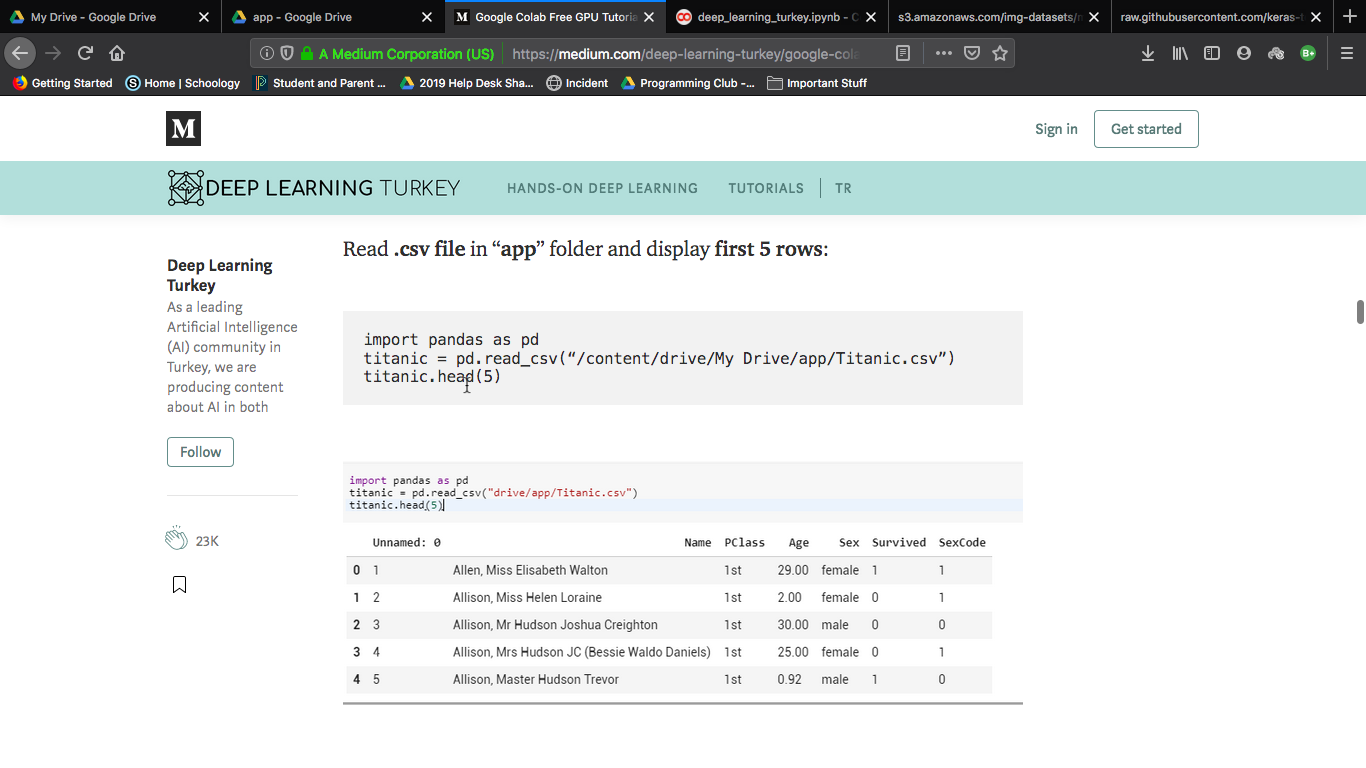 My Drive - Google Drive
app - Google Drive
M Google Colab Free GPU Tutoria
deep_learning_turkey.ipynb - C
s3.amazonaws.com/img-datasets/
raw.githubusercontent.com/keras-
A Medium Corporation (US)
https://medium.com/deep-learning-turkey/google-cola
B+
Getting Started
S Home | Schoology
Student and Parent ...
2019 Help Desk Sha...
Incident
Programming Club -...
Important Stuff
M
Sign in
Get started
DEEP LEARNING TURKEY
HANDS-ON DEEP LEARNING
TUTORIALS
TR
Deep Learning
Turkey
As a leading
Artificial Intelligence
(AI) community in
Turkey, we are
producing content
about AI in both
Follow
23K
Read .csv file in “app” folder and display first 5 rows:
import pandas as pd
titanic = pd.read_csv(“/content/drive/My Drive/app/Titanic.csv”)
titanic.head(5)
import pandas as pd
titanic = pd.read_csv("drive/app/Titanic.csv")
titanic.head(5)
Unnamed: 0 Name PClass Age Sex Survived SexCode
0 1 Allen, Miss Elisabeth Walton 1st 29.00 female 1 1
1 2 Allison, Miss Helen Loraine 1st 2.00 female 0 1
2 3 Allison, Mr Hudson Joshua Creighton 1st 30.00 male 0 0
3 4 Allison, Mrs Hudson JC (Bessie Waldo Daniels) 1st 25.00 female 0 1
4 5 Allison, Master Hudson Trevor 1st 0.92 male 1 0